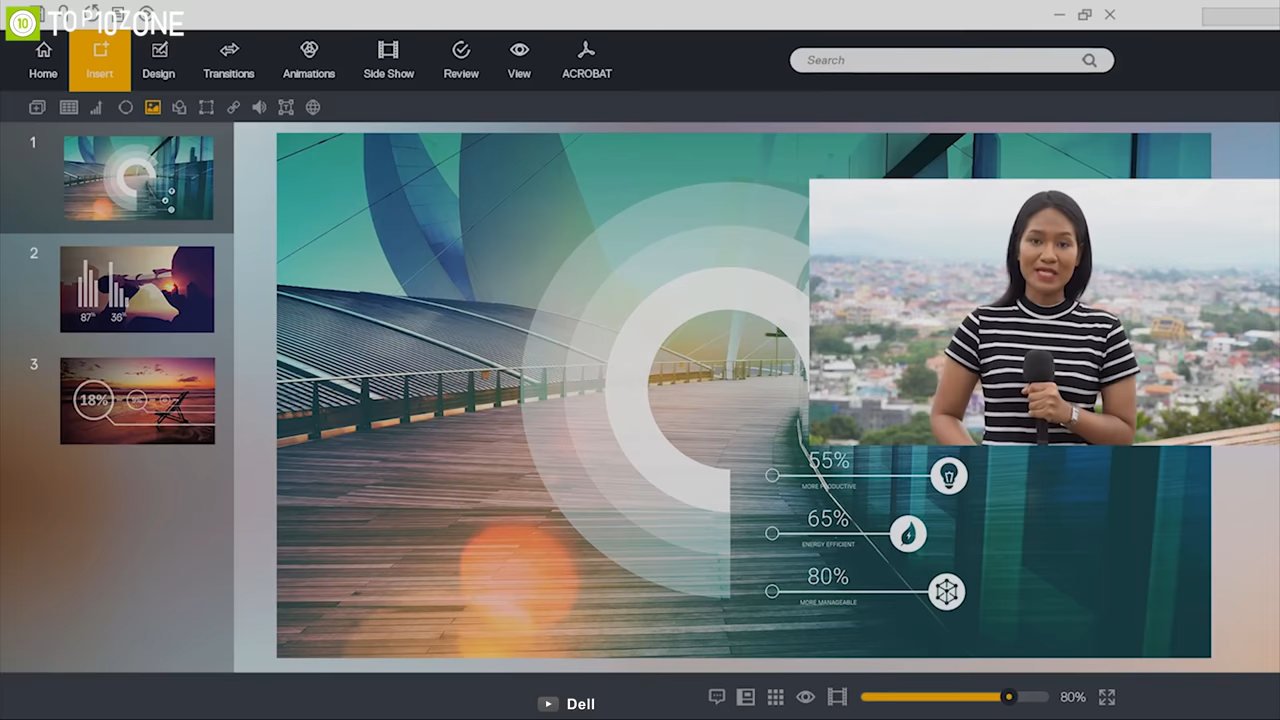 10 TOP10ZONE
Home Insert Design Transitions Animations Side Show Review View ACROBAT
Search
1
2
87% 36%
3
18%
55%
MORE PRODUCTIVE
65%
ENERGY EFFICIENT
80%
MORE MANAGEABLE
Dell
80%